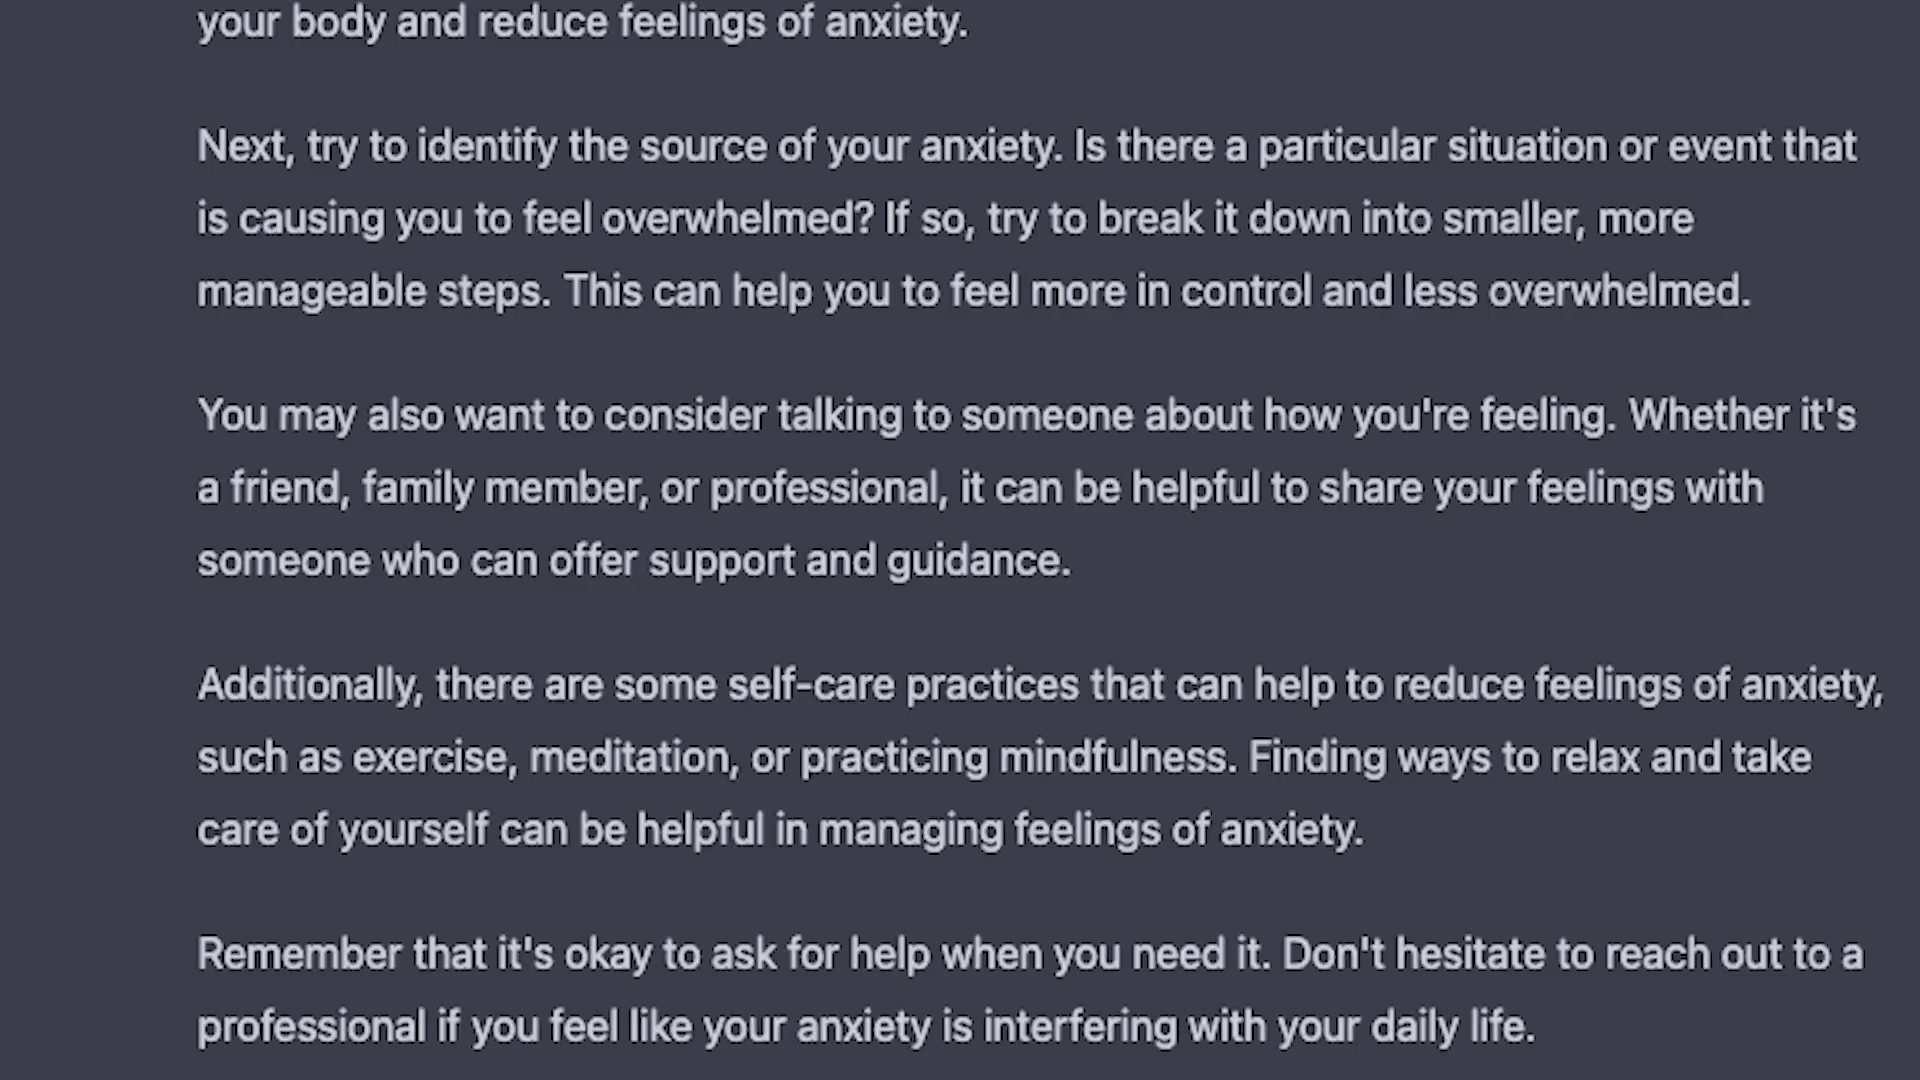 your body and reduce feelings of anxiety.
Next, try to identify the source of your anxiety. Is there a particular situation or event that
is causing you to feel overwhelmed? If so, try to break it down into smaller, more
manageable steps. This can help you to feel more in control and less overwhelmed.
You may also want to consider talking to someone about how you're feeling. Whether it's
a friend, family member, or professional, it can be helpful to share your feelings with
someone who can offer support and guidance.
Additionally, there are some self-care practices that can help to reduce feelings of anxiety,
such as exercise, meditation, or practicing mindfulness. Finding ways to relax and take
care of yourself can be helpful in managing feelings of anxiety.
Remember that it's okay to ask for help when you need it. Don't hesitate to reach out to a
professional if you feel like your anxiety is interfering with your daily life.